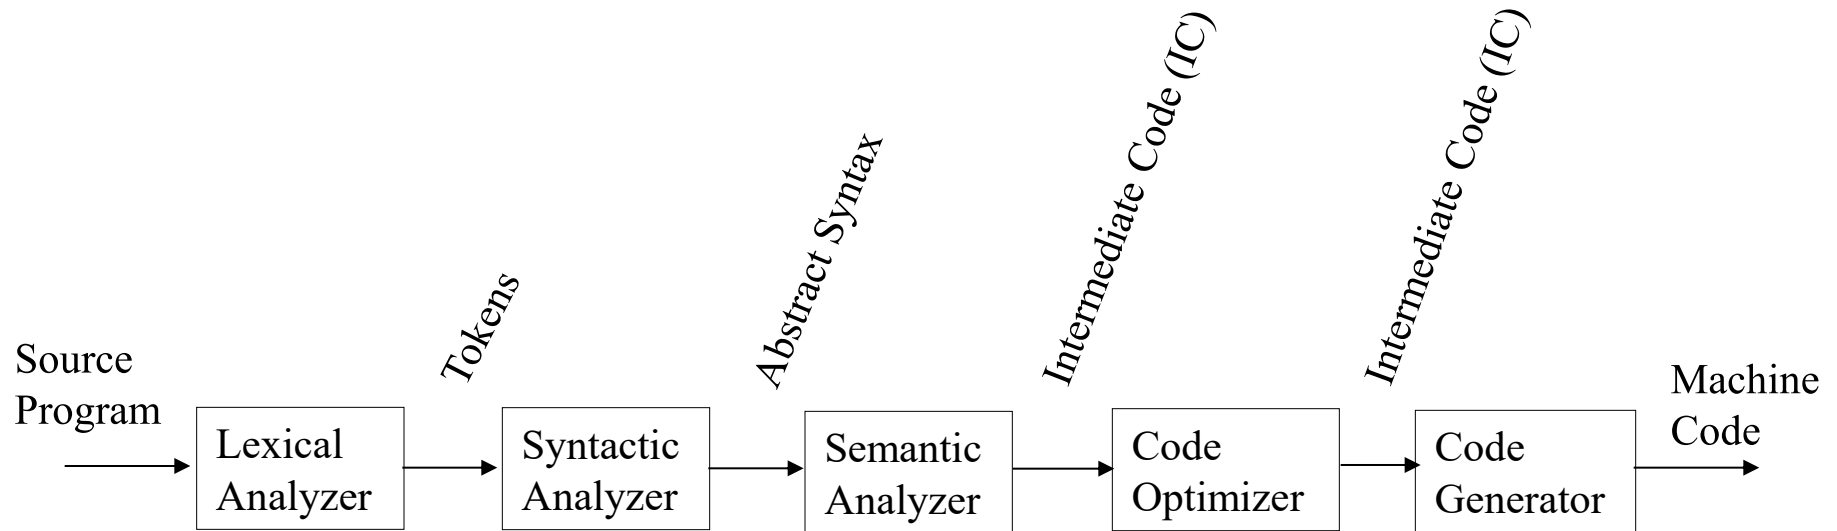 Source
Program
Lexical
Analyzer
Tokens
Syntactic
Analyzer
Abstract Syntax
Semantic
Analyzer
Intermediate Code (IC)
Code
Optimizer
Intermediate Code (IC)
Code
Generator
Machine
Code